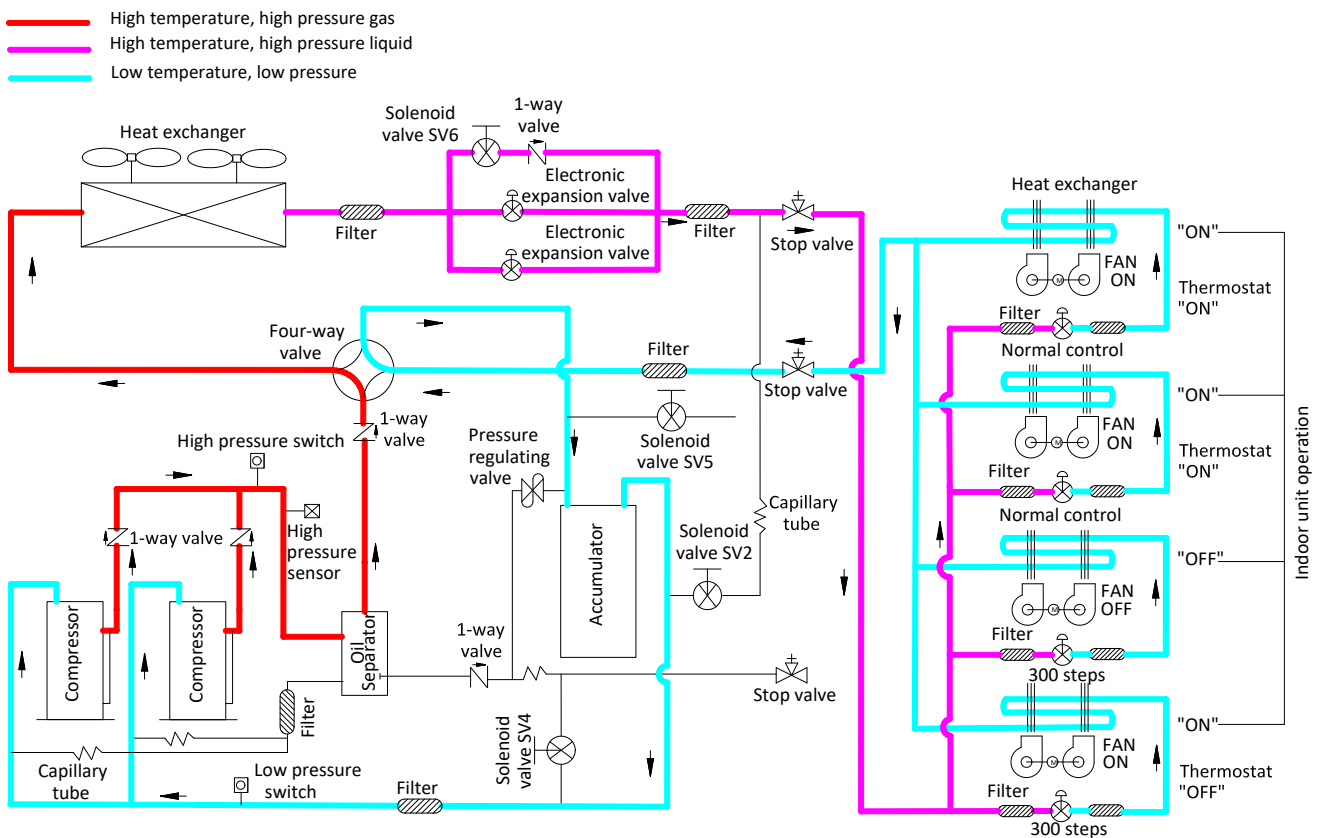 High temperature, high pressure gas
High temperature, high pressure liquid
Low temperature, low pressure
Heat exchanger
Solenoid
valve SV6
1-way
valve
Electronic
expansion valve
Filter
Electronic
expansion valve
Filter
Stop valve
Heat exchanger
"ON"
FAN
ON
Thermostat
"ON"
Filter
Normal control
Four-way
valve
Filter
Stop valve
1-way
valve
High pressure switch
Pressure
regulating
valve
Solenoid
valve SV5
"ON"
FAN
ON
Thermostat
"ON"
Filter
Normal control
1-way valve
High
pressure
sensor
Solenoid
valve SV2
Capillary
tube
Accumulator
"OFF"
FAN
OFF
Filter
300 steps
Indoor unit operation
Compressor
Compressor
Oil
Separator
1-way
valve
Stop valve
Filter
Solenoid
valve SV4
Capillary
tube
Low pressure
switch
Filter
"ON"
FAN
ON
Thermostat
"OFF"
Filter
300 steps
M
M
M
M